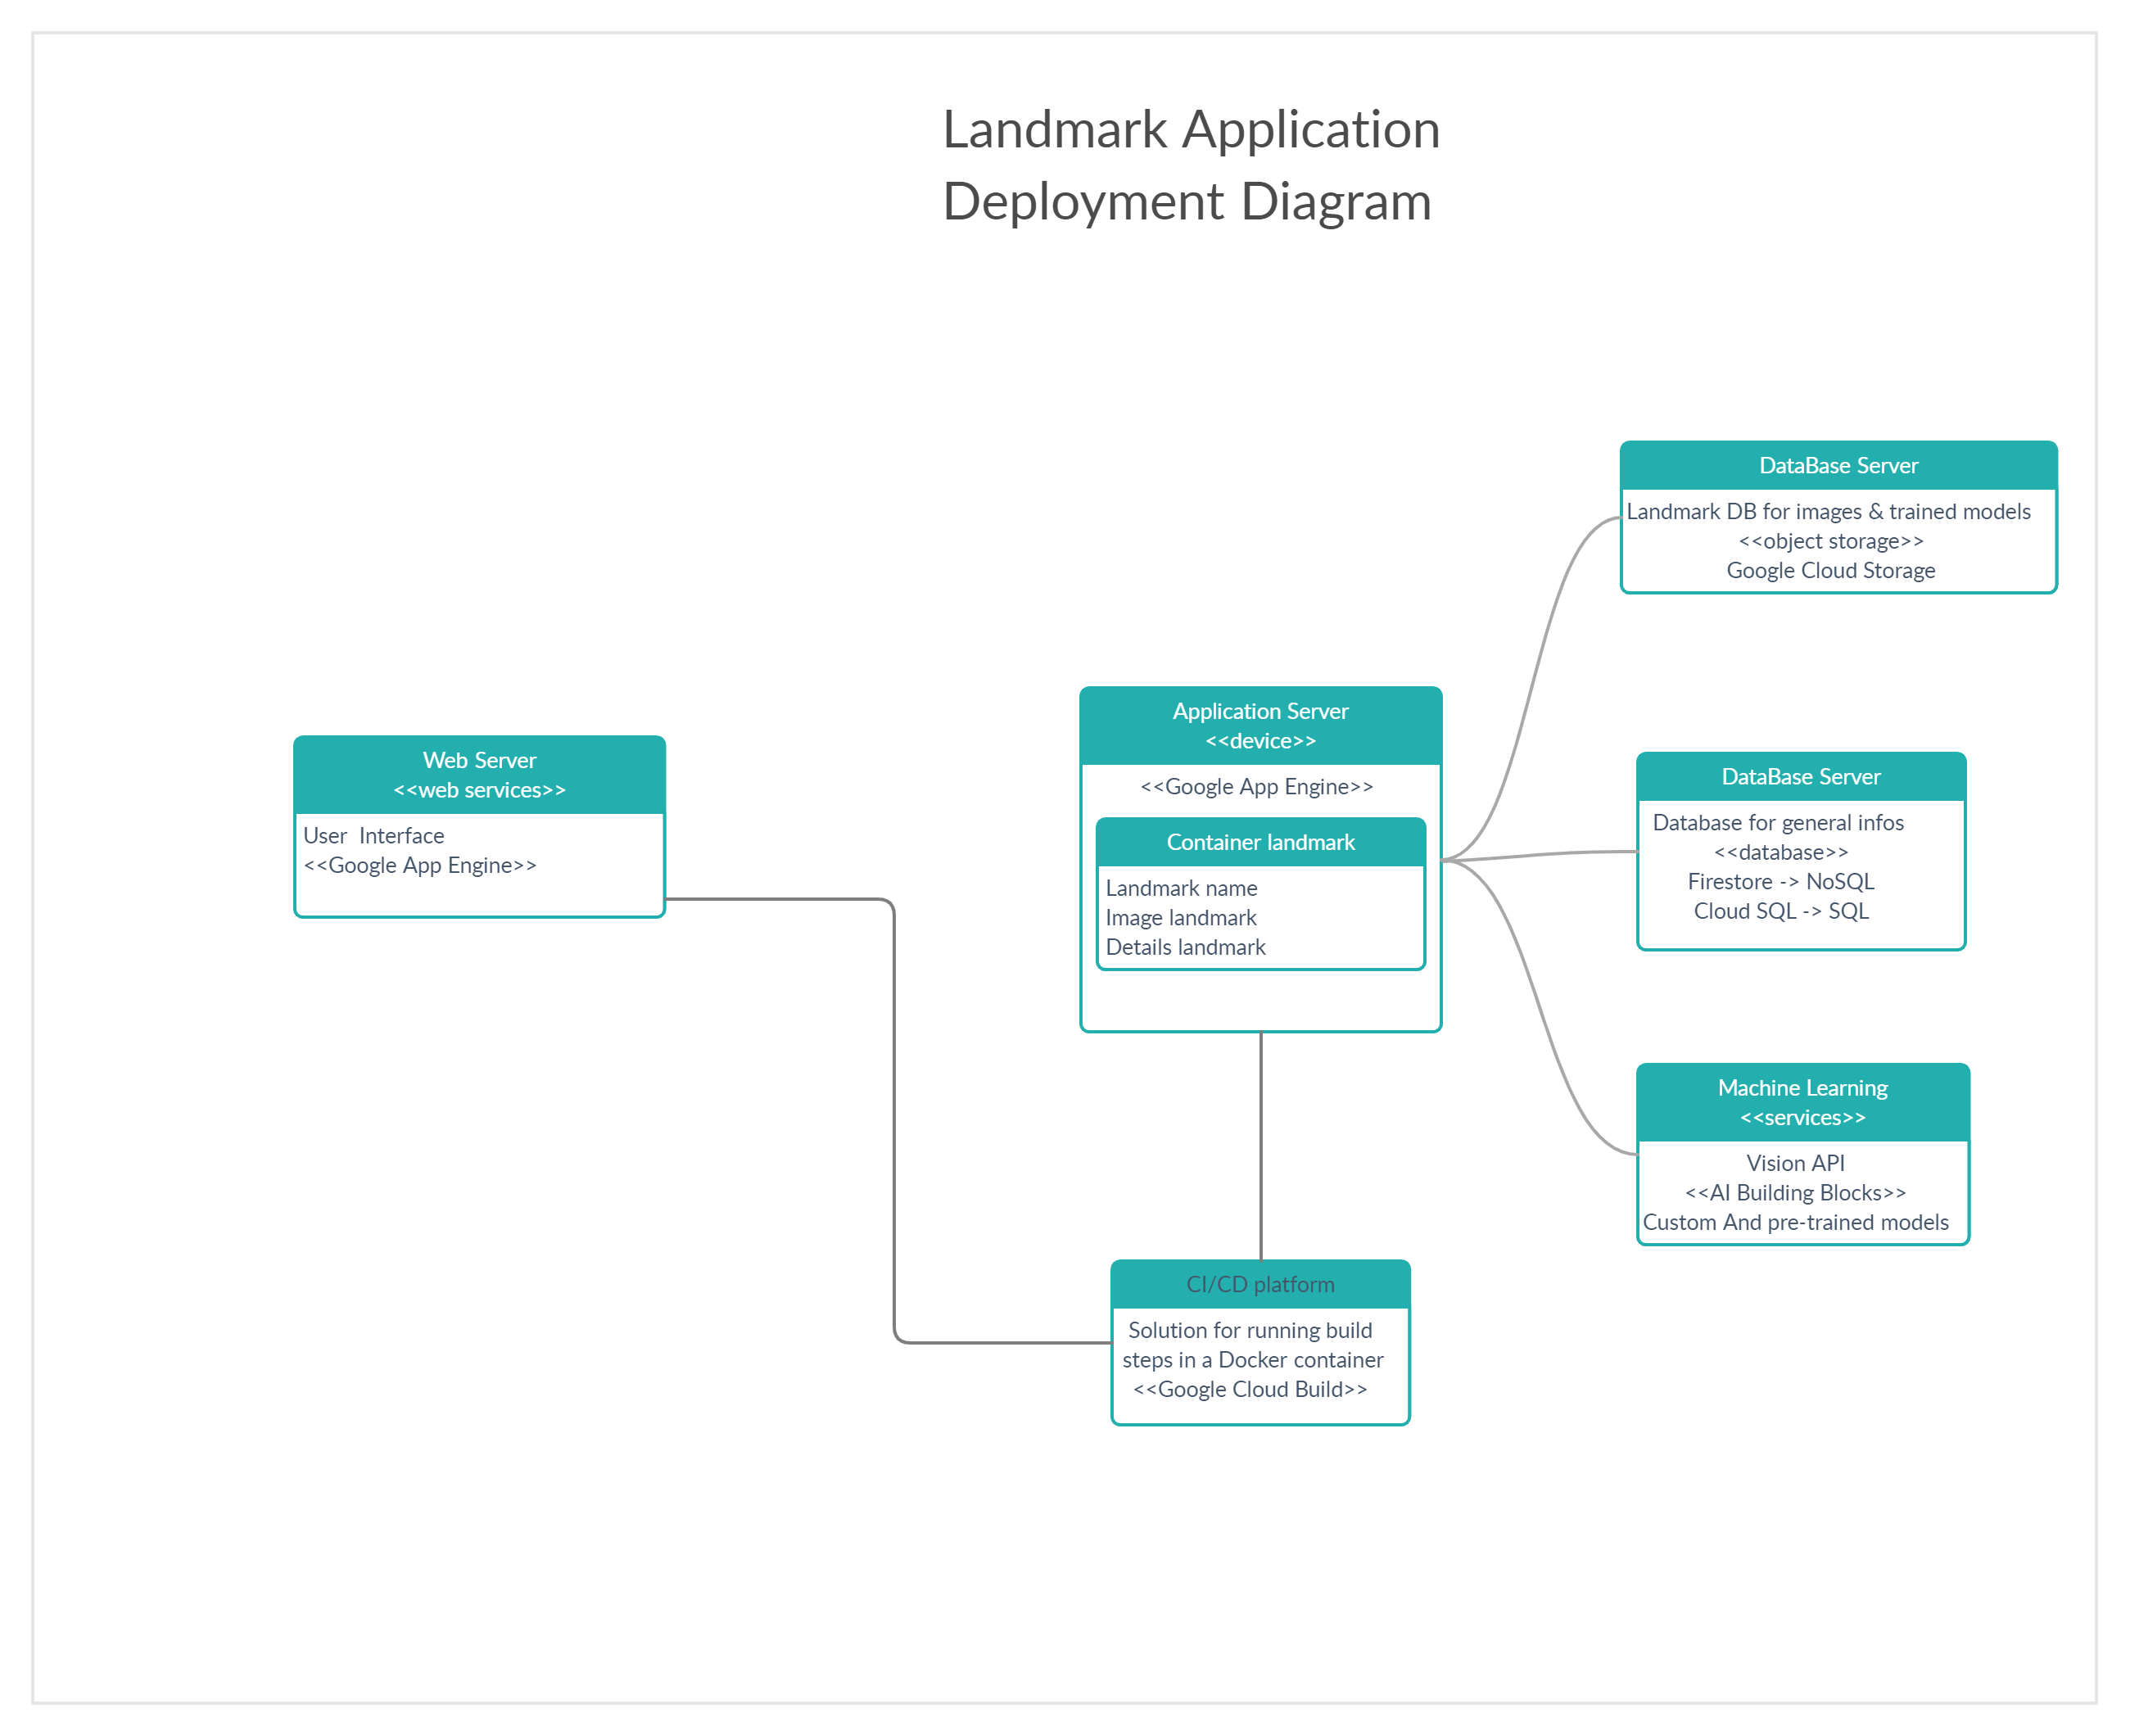 Landmark Application
Deployment Diagram
DataBase Server
Landmark DB for images & trained models
<<object storage>>
Google Cloud Storage
Application Server
<<device>>
<<Google App Engine>>
Container landmark
Landmark name
Image landmark
Details landmark
Web Server
<<web services>>
User  Interface
<<Google App Engine>>
DataBase Server
Database for general infos
<<database>>
Firestore -> NoSQL
Cloud SQL -> SQL
Machine Learning
<<services>>
Vision API
<<AI Building Blocks>>
Custom And pre-trained models
CI/CD platform
Solution for running build
steps in a Docker container
<<Google Cloud Build>>